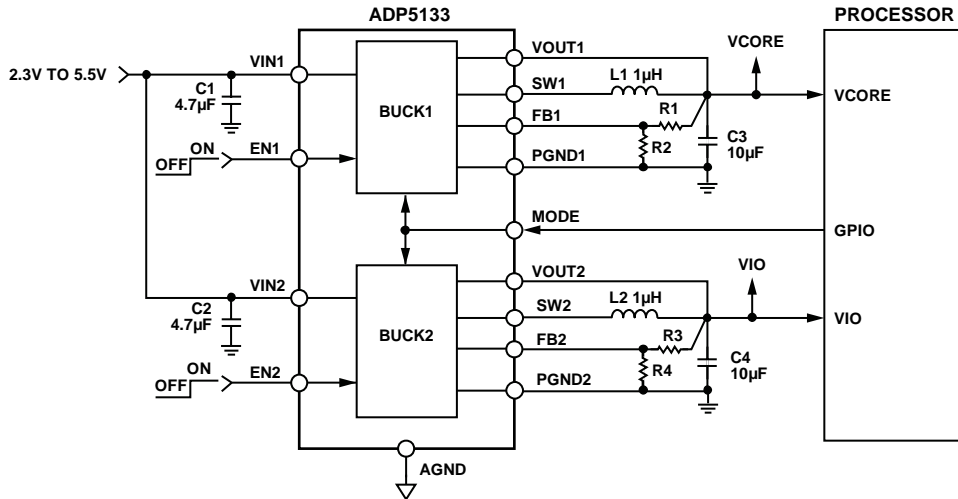 ADP5133
PROCESSOR
2.3V TO 5.5V
VIN1
C1
4.7µF
ON
OFF
EN1
BUCK1
VOUT1
SW1
FB1
PGND1
L1 1µH
R1
R2
VCORE
C3
10µF
VCORE
MODE
GPIO
VIN2
C2
4.7µF
ON
OFF
EN2
BUCK2
VOUT2
SW2
FB2
PGND2
L2 1µH
R3
R4
VIO
C4
10µF
VIO
AGND